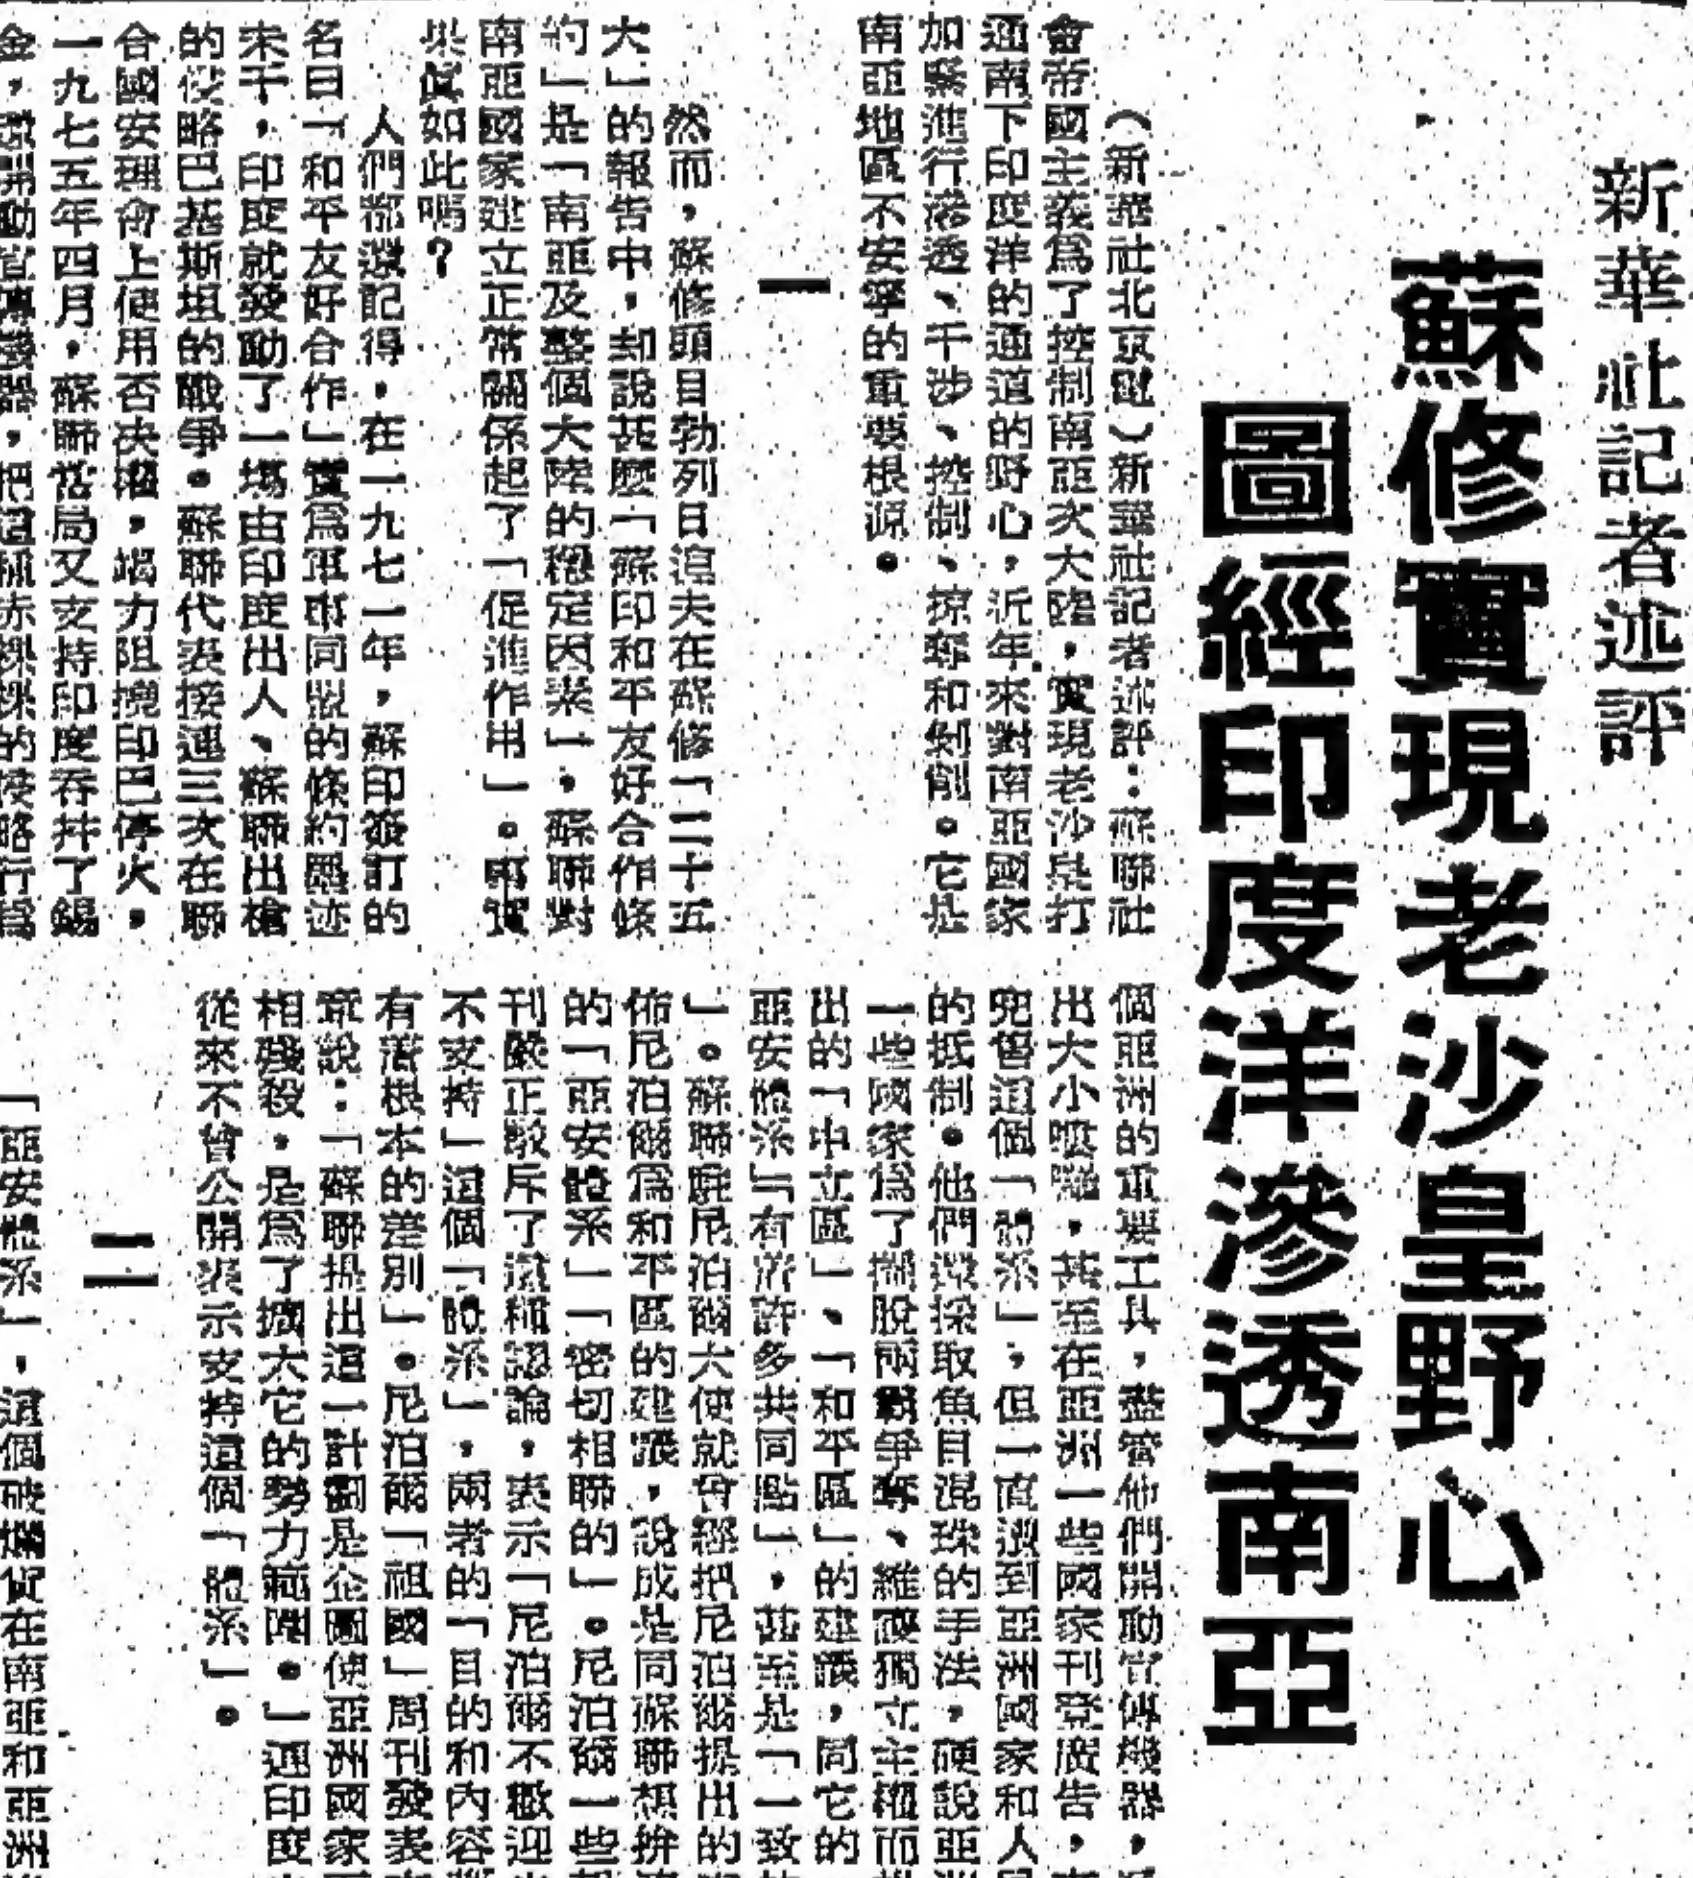 新華社記者述評
蘇修實現老沙皇野心
圖經印度洋滲透南亞
（新華社北京電）新華社記者述評：蘇聯社
會帝國主義爲了控制南亞次大陸，實現老沙皇打
通南下印度洋的通道的野心，近年來對南亞國家
加緊進行滲透、干涉、控制、掠奪和剝削。它是
南亞地區不安寧的重要根源。
一
然而，蘇修頭目勃列日湼夫在蘇修「二十五
大」的報告中，却說甚麼「蘇印和平友好合作條
約」是「南亞及整個大陸的穩定因素」，蘇聯對
南亞國家建立正常關係起了「促進作用」。事實
果眞如此嗎？
人們都還記得，在一九七一年，蘇印簽訂的
名曰「和平友好合作」實爲軍事同盟的條約墨迹
未干，印度就發動了一場由印度出人、蘇聯出槍
的侵略巴基斯坦的戰爭。蘇聯代表接連三次在聯
合國安理會上使用否决權，竭力阻撓印巴停火。
一九七五年四月，蘇聯當局又支持印度吞并了錫
金，還開動宣傳機器，把這種赤裸裸的侵略行爲
個亞洲的重要工具，盡管他們開動宣傳機器，
出大小嘍囉，甚至在亞洲一些國家刊登廣告，
兜售這個「體系」，但一直遭到亞洲國家和人
的抵制。他們遂採取魚目混珠的手法，硬說亞
一些國家爲了擺脫兩霸爭奪、維護獨立主權而
出的「中立區」、「和平區」的建議，同它的
亞安體系」「有許許多多共同點」，甚至是「一致
」。蘇聯駐尼泊爾大使就曾經把尼泊爾提出的
佈尼泊爾爲和平區的建議，說成是同蘇聯想拚
的「亞安體系」「密切相聯的」。尼泊爾一些
刊嚴正駁斥了這種謬論，表示「尼泊爾不歡迎
不支持」這個「體系」，兩者的「目的和內容
有着根本的差別」。尼泊爾「祖國」周刊發表
章說：「蘇聯提出這一計劃是企圖使亞洲國家
相殘殺，是爲了擴大它的勢力範圍。」連印度
從來不曾公開表示支持這個「體系」。
二
「亞安體系」，這個破爛貨在南亞和亞洲